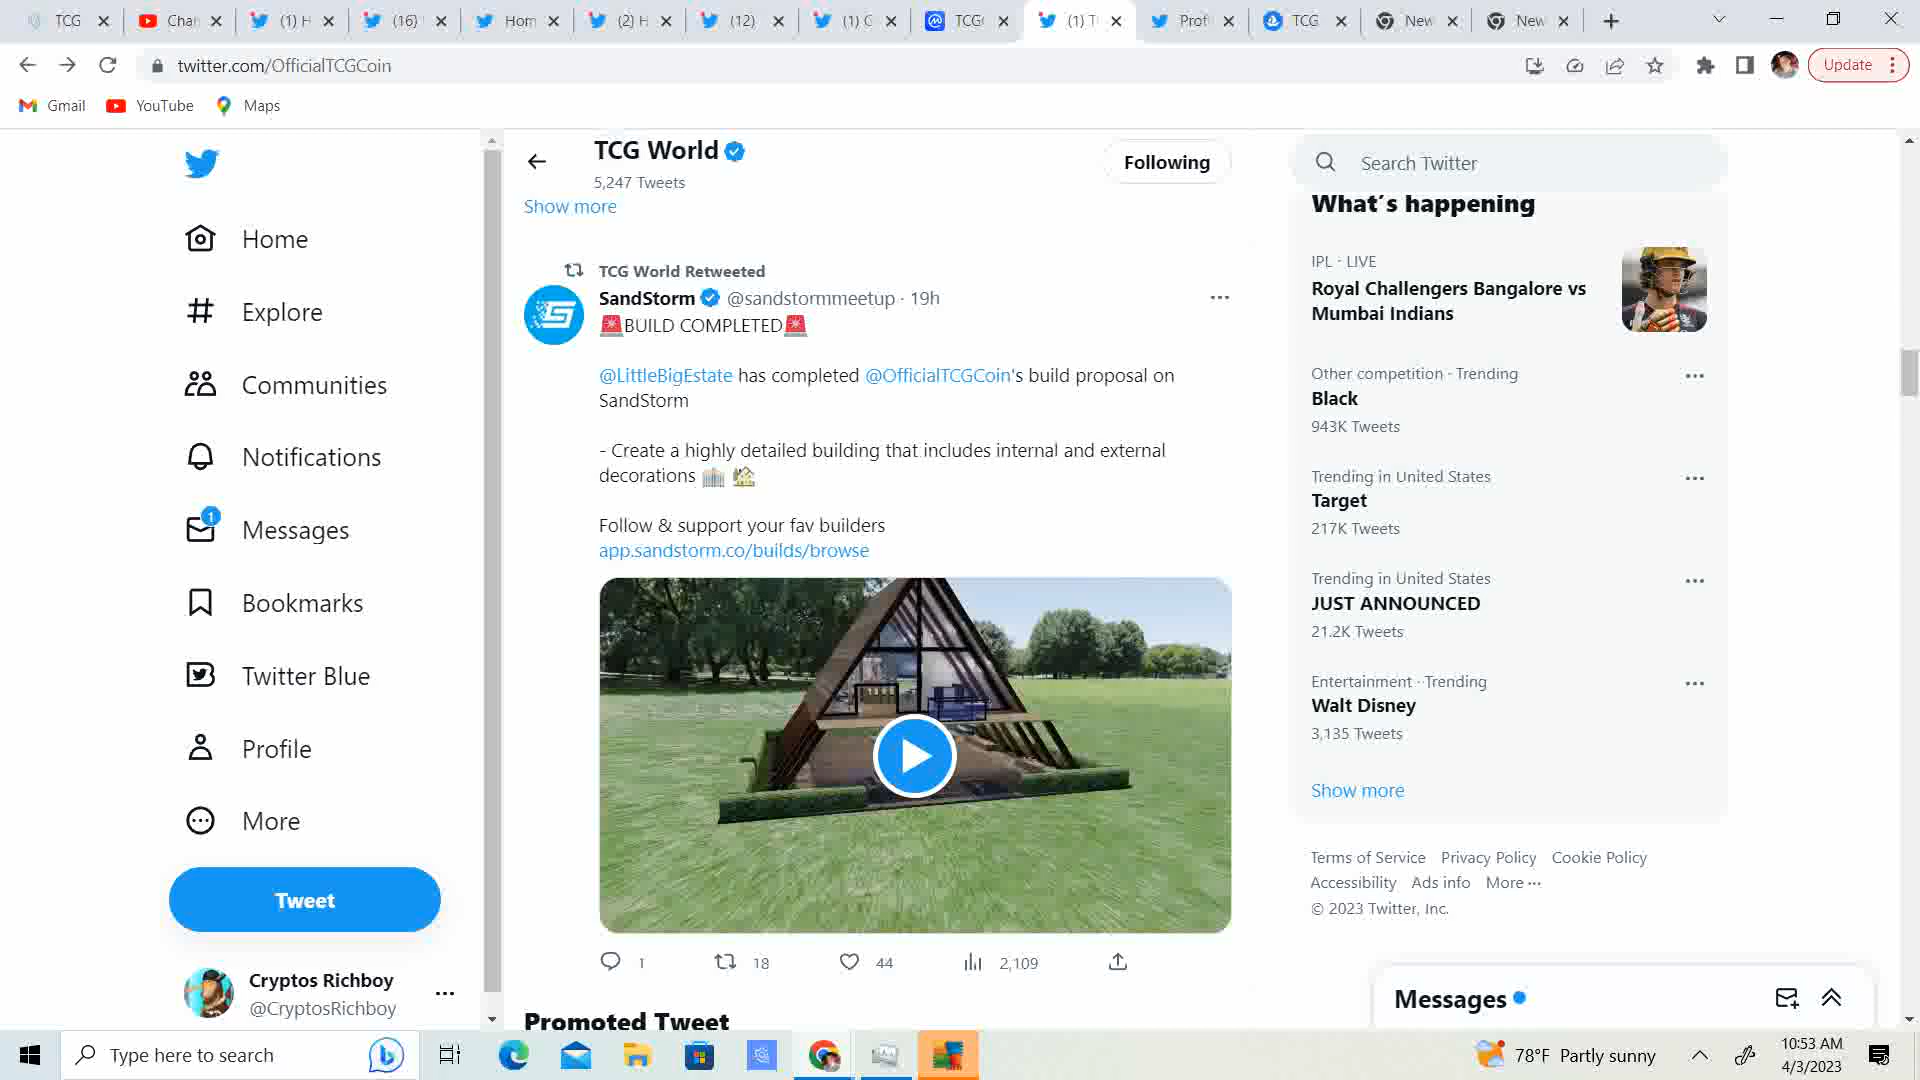 TCG
Chan
(1) H
(16)
Hom
(2) H
(12)
(1) C
TCG
(1) T
Prof
TCG
New
New
twitter.com/OfficialTCGCoin
Update
Gmail
YouTube
Maps
Home
Explore
Communities
Notifications
1
Messages
Bookmarks
Twitter Blue
Profile
More
Tweet
Cryptos Richboy
@CryptosRichboy
TCG World
5,247 Tweets
Following
Show more
TCG World Retweeted
SandStorm @sandstormmeetup · 19h
🚨BUILD COMPLETED🚨
@LittleBigEstate has completed @OfficialTCGCoin's build proposal on
SandStorm
- Create a highly detailed building that includes internal and external
decorations 🏢 🏡
Follow & support your fav builders
app.sandstorm.co/builds/browse
1
18
44
2,109
Promoted Tweet
Search Twitter
What's happening
IPL · LIVE
Royal Challengers Bangalore vs
Mumbai Indians
Other competition · Trending
Black
943K Tweets
Trending in United States
Target
217K Tweets
Trending in United States
JUST ANNOUNCED
21.2K Tweets
Entertainment · Trending
Walt Disney
3,135 Tweets
Show more
Terms of Service Privacy Policy Cookie Policy
Accessibility Ads info More ···
© 2023 Twitter, Inc.
Messages
Type here to search
78°F Partly sunny
10:53 AM
4/3/2023